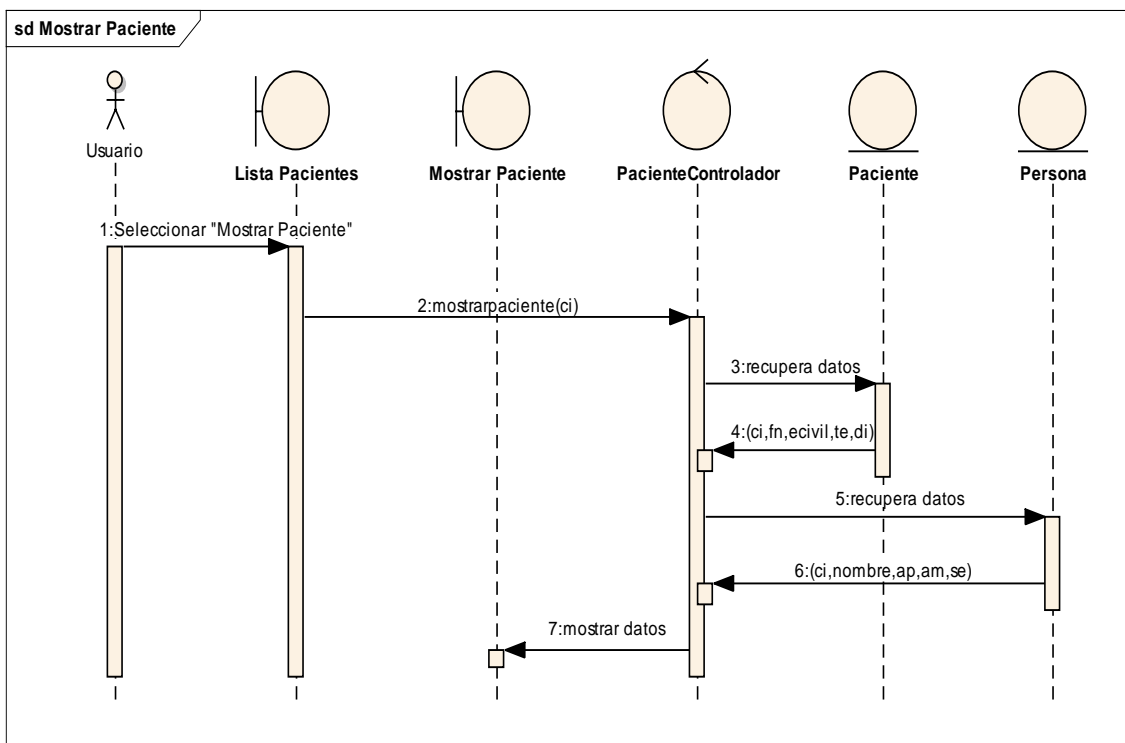 sd Mostrar Paciente
Usuario
Lista Pacientes
Mostrar Paciente
PacienteControlador
Paciente
Persona
1:Seleccionar "Mostrar Paciente"
2:mostrarpaciente(ci)
3:recupera datos
4:(ci,fn,ecivil,te,di)
5:recupera datos
6:(ci,nombre,ap,am,se)
7:mostrar datos